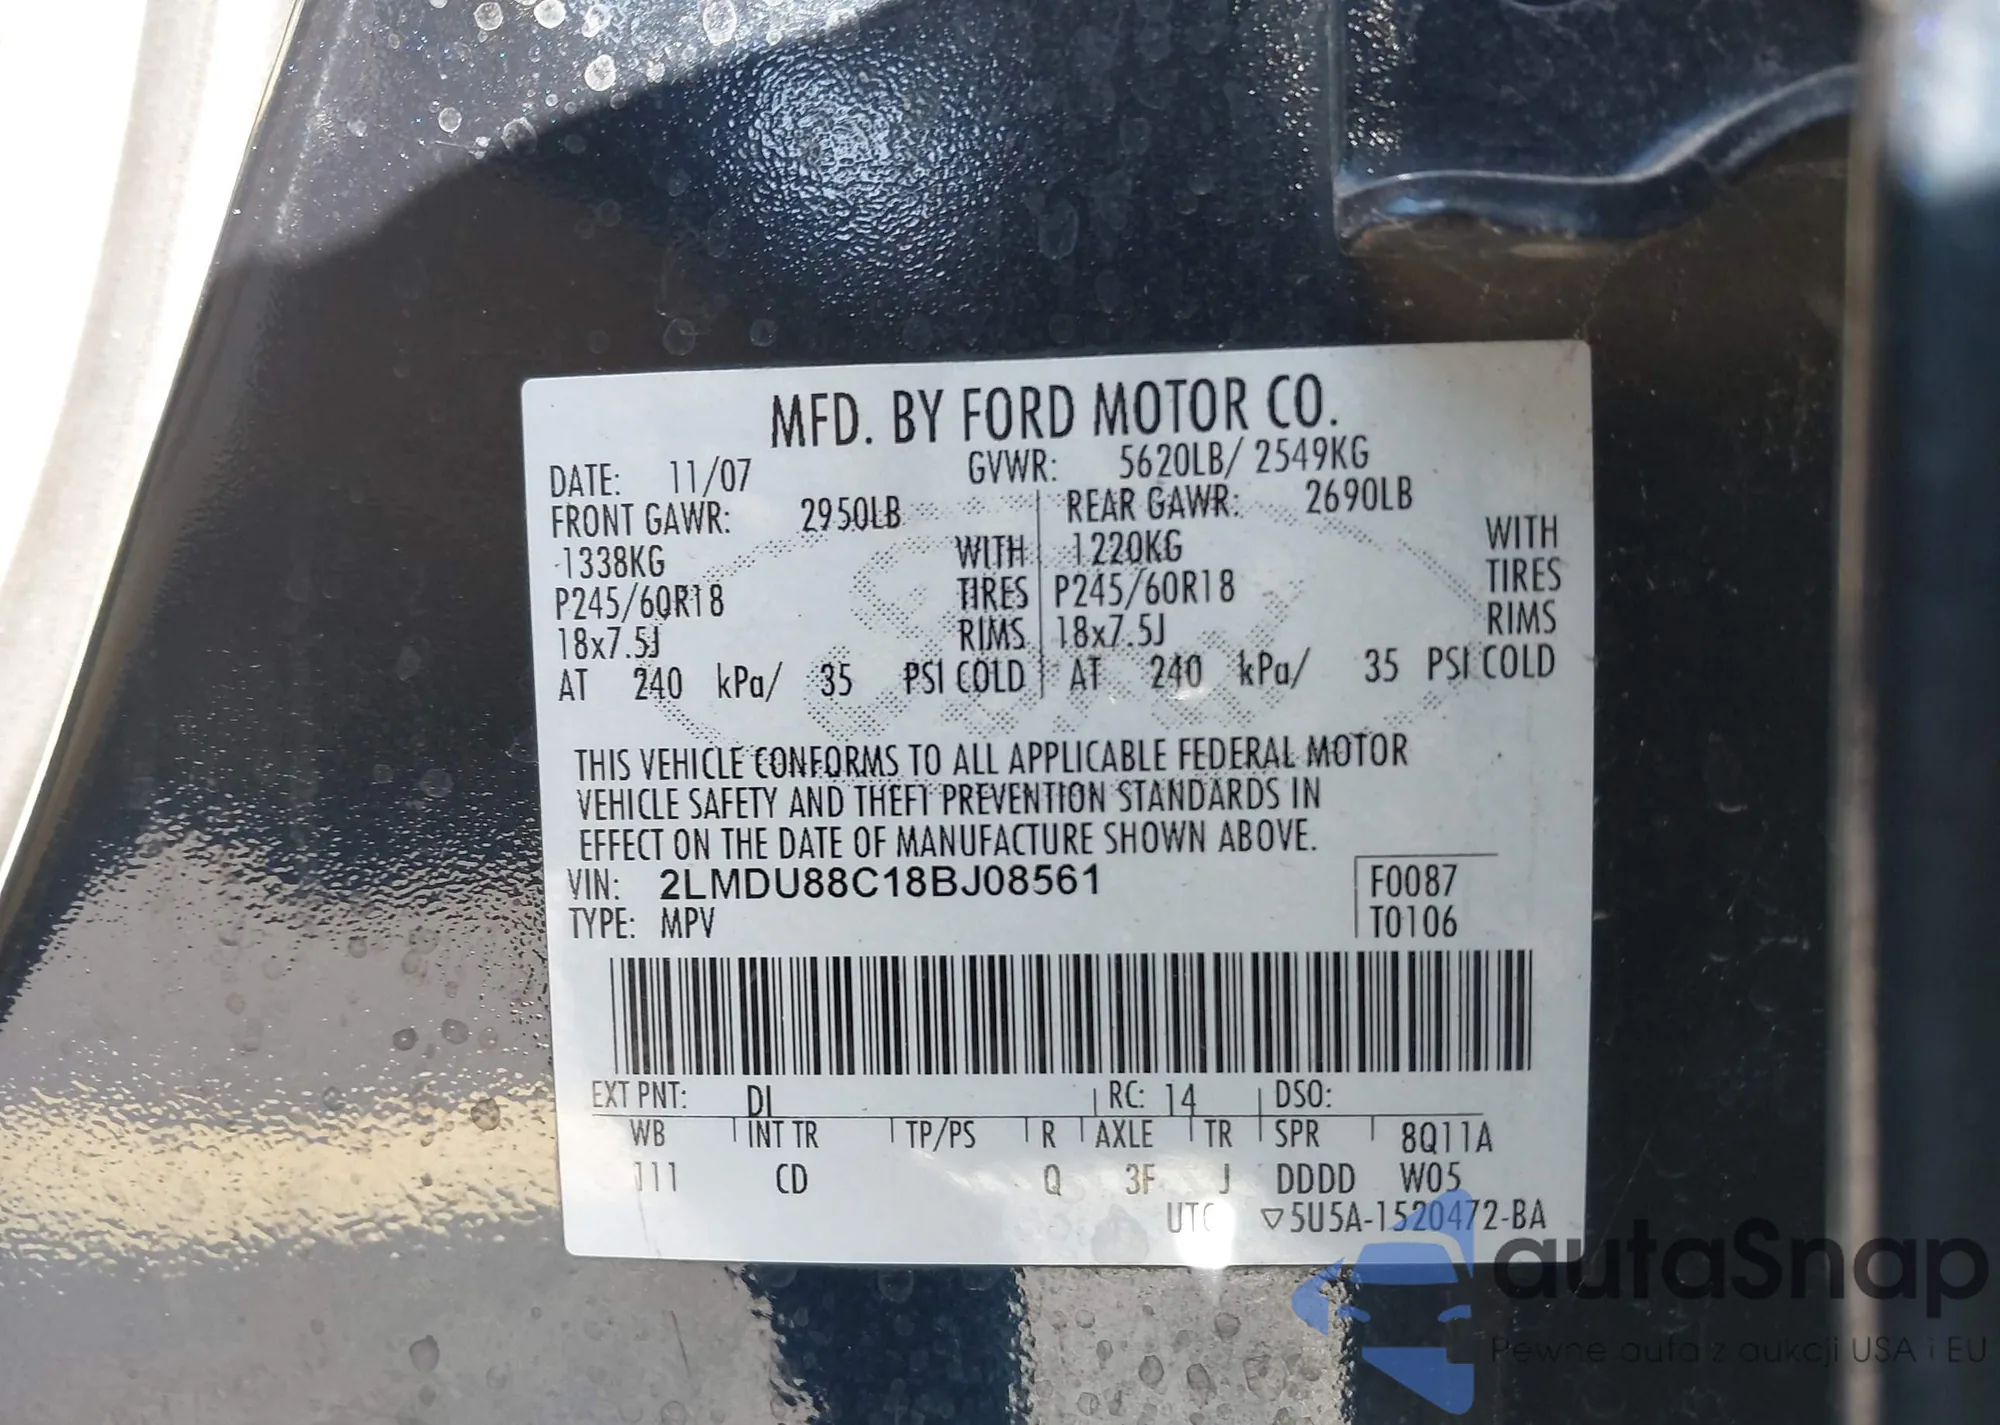 MFD. BY FORD MOTOR CO.
DATE: 11/07 GVWR: 5620LB/ 2549KG
FRONT GAWR: 2950LB REAR GAWR: 2690LB
1338KG WITH 1220KG WITH
P245/60R18 TIRES P245/60R18 TIRES
18x7.5J RIMS 18x7.5J RIMS
AT 240 kPa/ 35 PSI COLD AT 240 kPa/ 35 PSI COLD
THIS VEHICLE CONFORMS TO ALL APPLICABLE FEDERAL MOTOR
VEHICLE SAFETY AND THEFT PREVENTION STANDARDS IN
EFFECT ON THE DATE OF MANUFACTURE SHOWN ABOVE.
VIN: 2LMDU88C18BJ08561 F0087
TYPE: MPV T0106
EXT PNT: DL RC: 14 DSO:
WB INT TR TP/PS R AXLE TR SPR 8Q11A
111 CD Q 3F J DDDD W05
UTC ▽5U5A-1520472-BA
autaSnap
Pewne auta z aukcji USA i EU